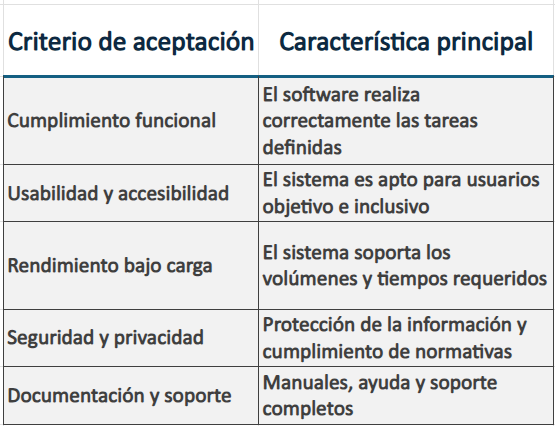 Criterio de aceptación Característica principal
Cumplimiento funcional
El software realiza
correctamente las tareas
definidas
Usabilidad y accesibilidad
El sistema es apto para usuarios
objetivo e inclusivo
Rendimiento bajo carga
El sistema soporta los
volúmenes y tiempos requeridos
Seguridad y privacidad
Protección de la información y
cumplimiento de normativas
Documentación y soporte
Manuales, ayuda y soporte
completos